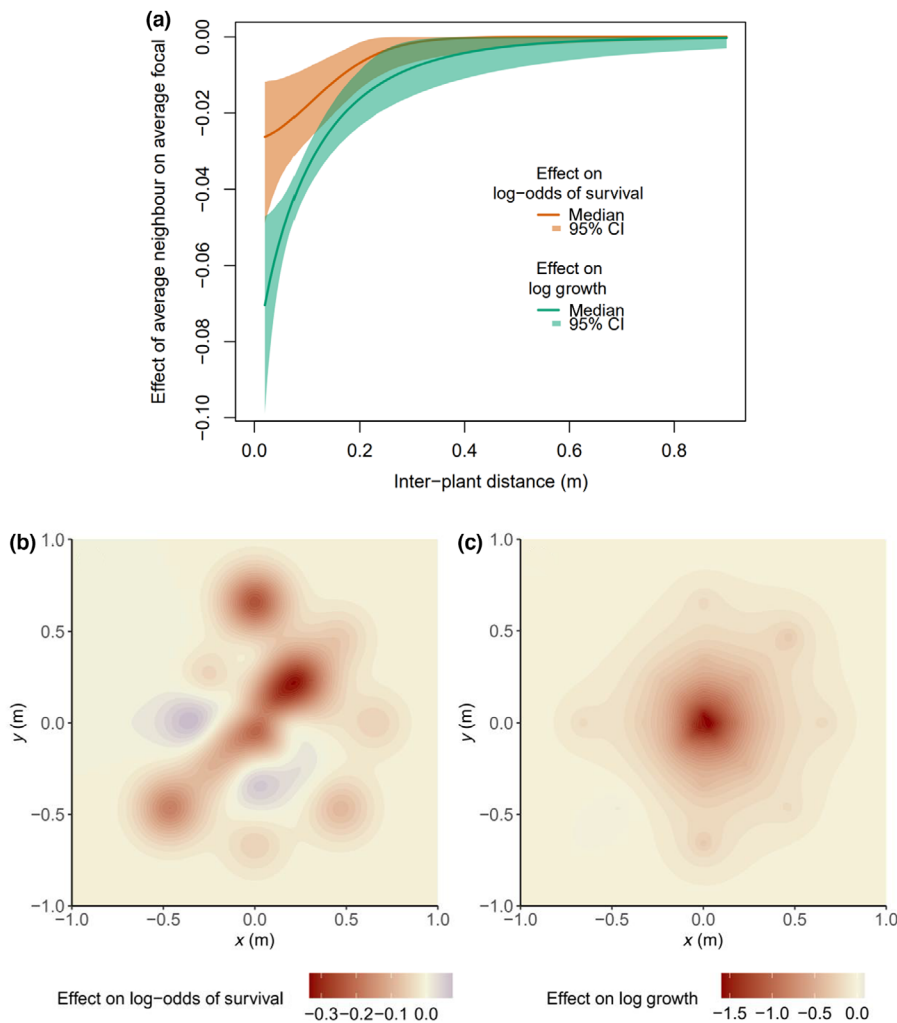 (a)
Effect of average neighbour on average focal
0.00
−0.02
−0.04
−0.06
−0.08
−0.10
Effect on
log−odds of survival
Median
95% CI
Effect on
log growth
Median
95% CI
0.0 0.2 0.4 0.6 0.8
Inter−plant distance (m)
(b)
y (m)
1.0
0.5
0.0
−0.5
−1.0
−1.0 −0.5 0.0 0.5 1.0
x (m)
Effect on log-odds of survival
−0.3 −0.2 −0.1 0.0
(c)
y (m)
1.0
0.5
0.0
−0.5
−1.0
−1.0 −0.5 0.0 0.5 1.0
x (m)
Effect on log growth
−1.5 −1.0 −0.5 0.0